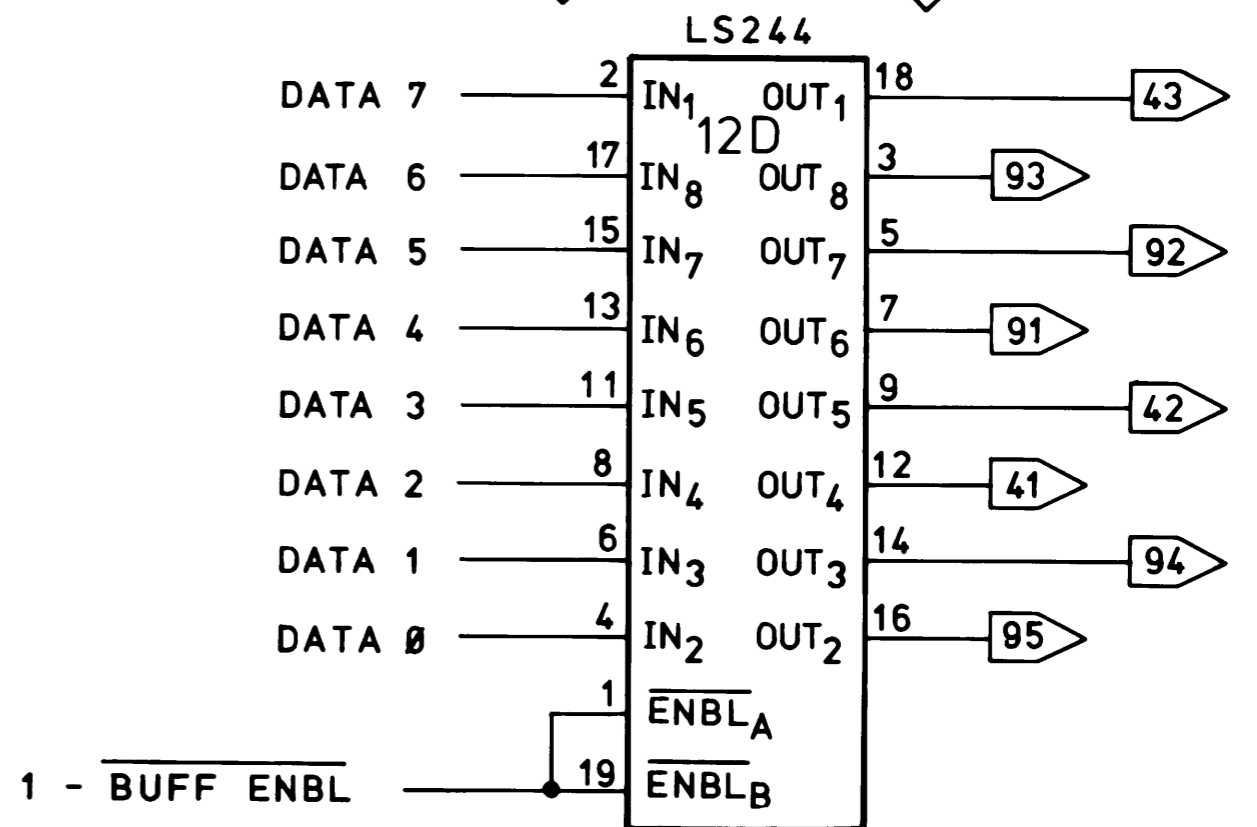 LS244
DATA 7 2 IN1 OUT1 18 43
12D
DATA 6 17 IN8 OUT8 3 93
DATA 5 15 IN7 OUT7 5 92
DATA 4 13 IN6 OUT6 7 91
DATA 3 11 IN5 OUT5 9 42
DATA 2 8 IN4 OUT4 12 41
DATA 1 6 IN3 OUT3 14 94
DATA Ø 4 IN2 OUT2 16 95
1 ENBLA
1 - BUFF ENBL 19 ENBLB